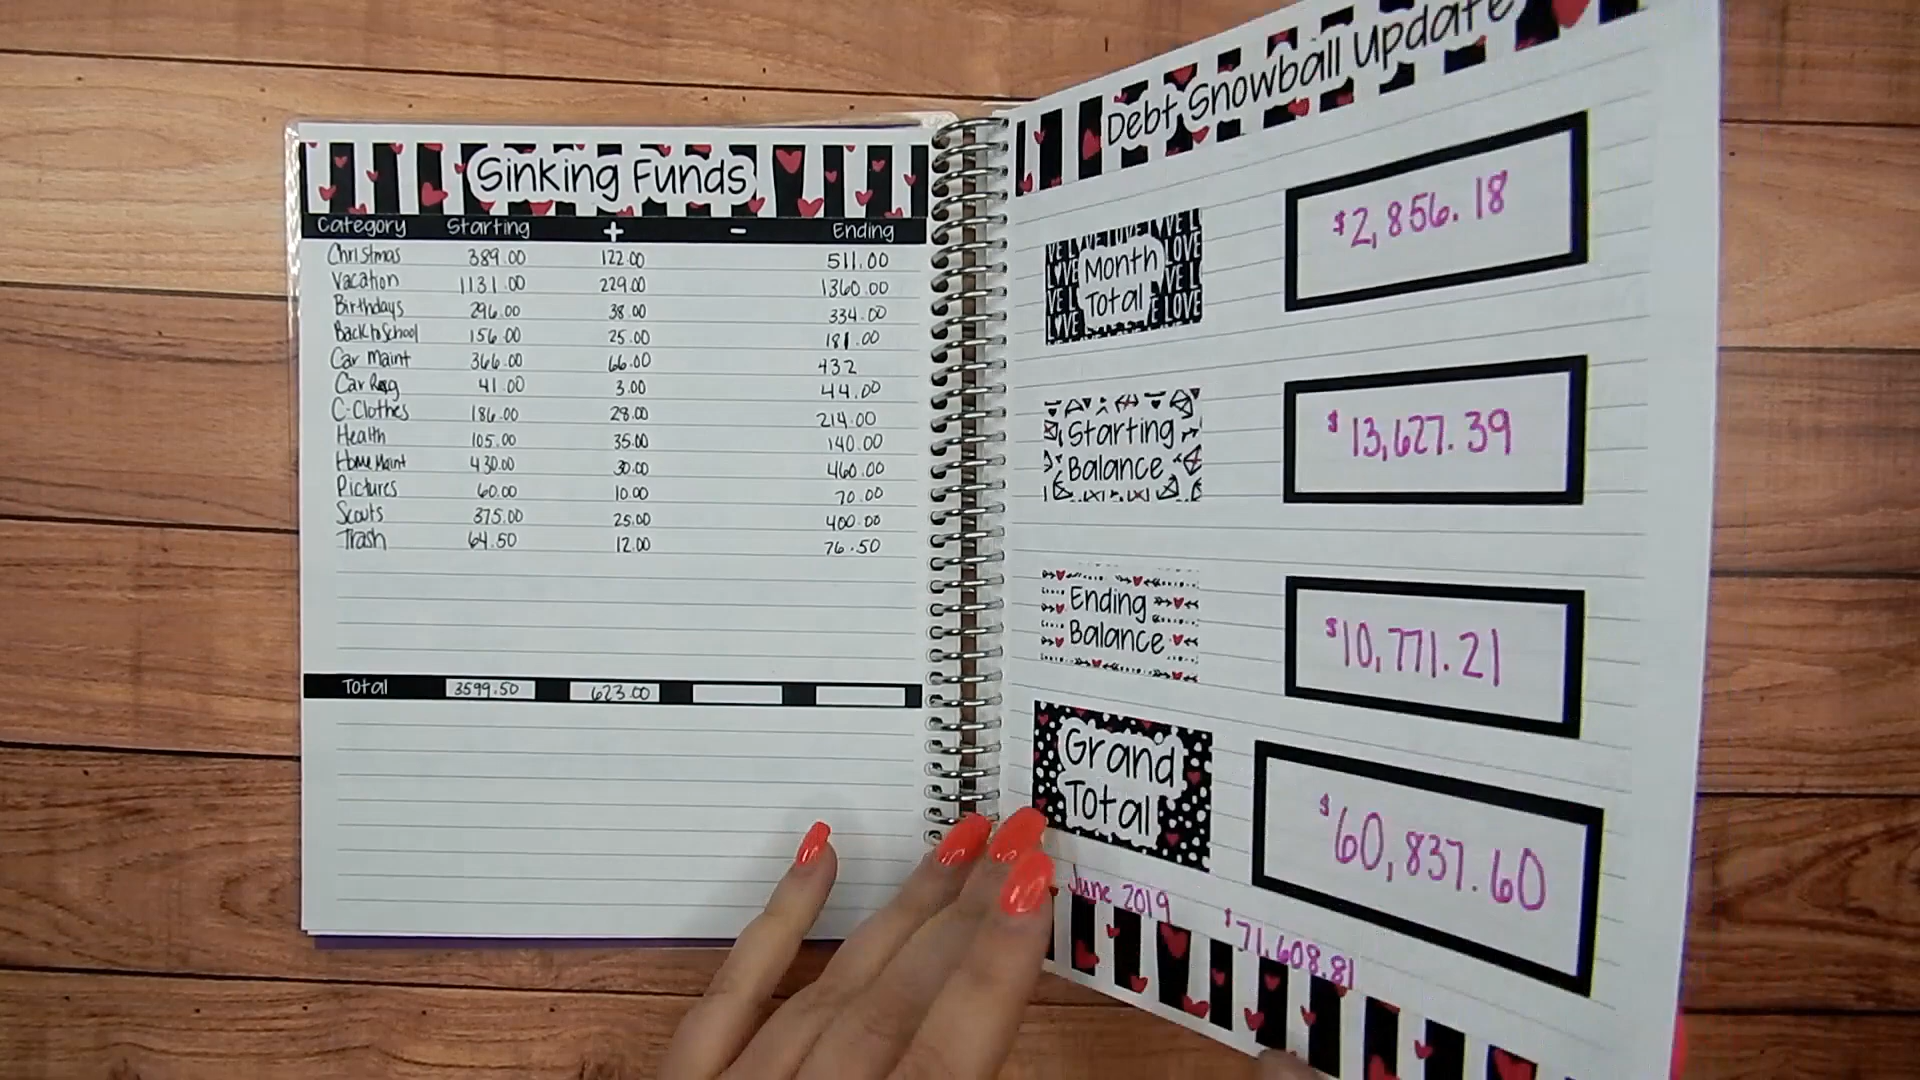 Sinking Funds
Category Starting + - Ending
Christmas 389.00 122.00 511.00
Vacation 1131.00 229.00 1360.00
Birthdays 296.00 38.00 334.00
Back to School 156.00 25.00 181.00
Car Maint 366.00 66.00 432
Car Reg 41.00 3.00 44.00
C-Clothes 186.00 28.00 214.00
Health 105.00 35.00 140.00
Home Maint 430.00 30.00 460.00
Pictures 60.00 10.00 70.00
Scouts 375.00 25.00 400.00
Trash 64.50 12.00 76.50
Total 3599.50 623.00
Debt Snowball Update
Month
Total
$2,856.18
Starting
Balance
$13,627.39
Ending
Balance
$10,771.21
Grand
Total
$60,837.60
June 2019 $71,608.81